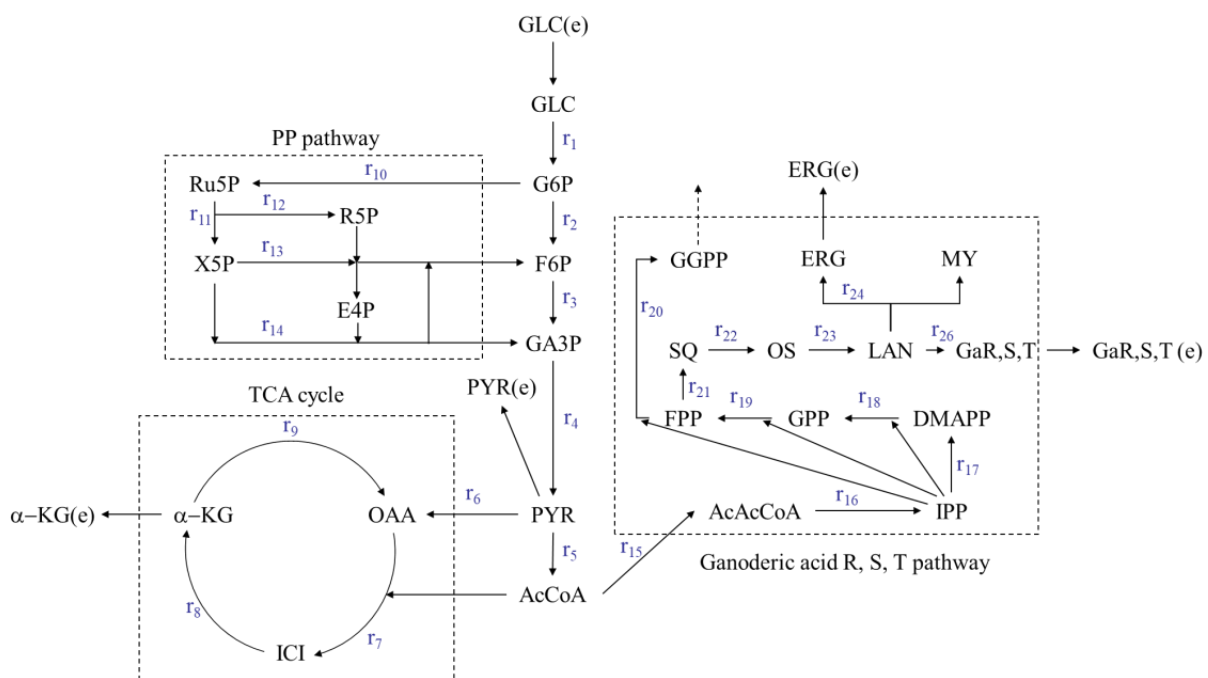 GLC(e)
GLC
r1
PP pathway
Ru5P
r10
G6P
ERG(e)
r11
r12
R5P
r2
X5P
r13
F6P
GGPP
ERG
MY
r3
r20
r24
E4P
r14
GA3P
SQ
r22
OS
r23
LAN
r26
GaR,S,T
GaR,S,T (e)
PYR(e)
r21
TCA cycle
r4
FPP
r19
GPP
r18
DMAPP
r9
r17
α−KG(e)
α−KG
OAA
r6
PYR
AcAcCoA
r16
IPP
r5
r15
Ganoderic acid R, S, T pathway
AcCoA
r8
r7
ICI